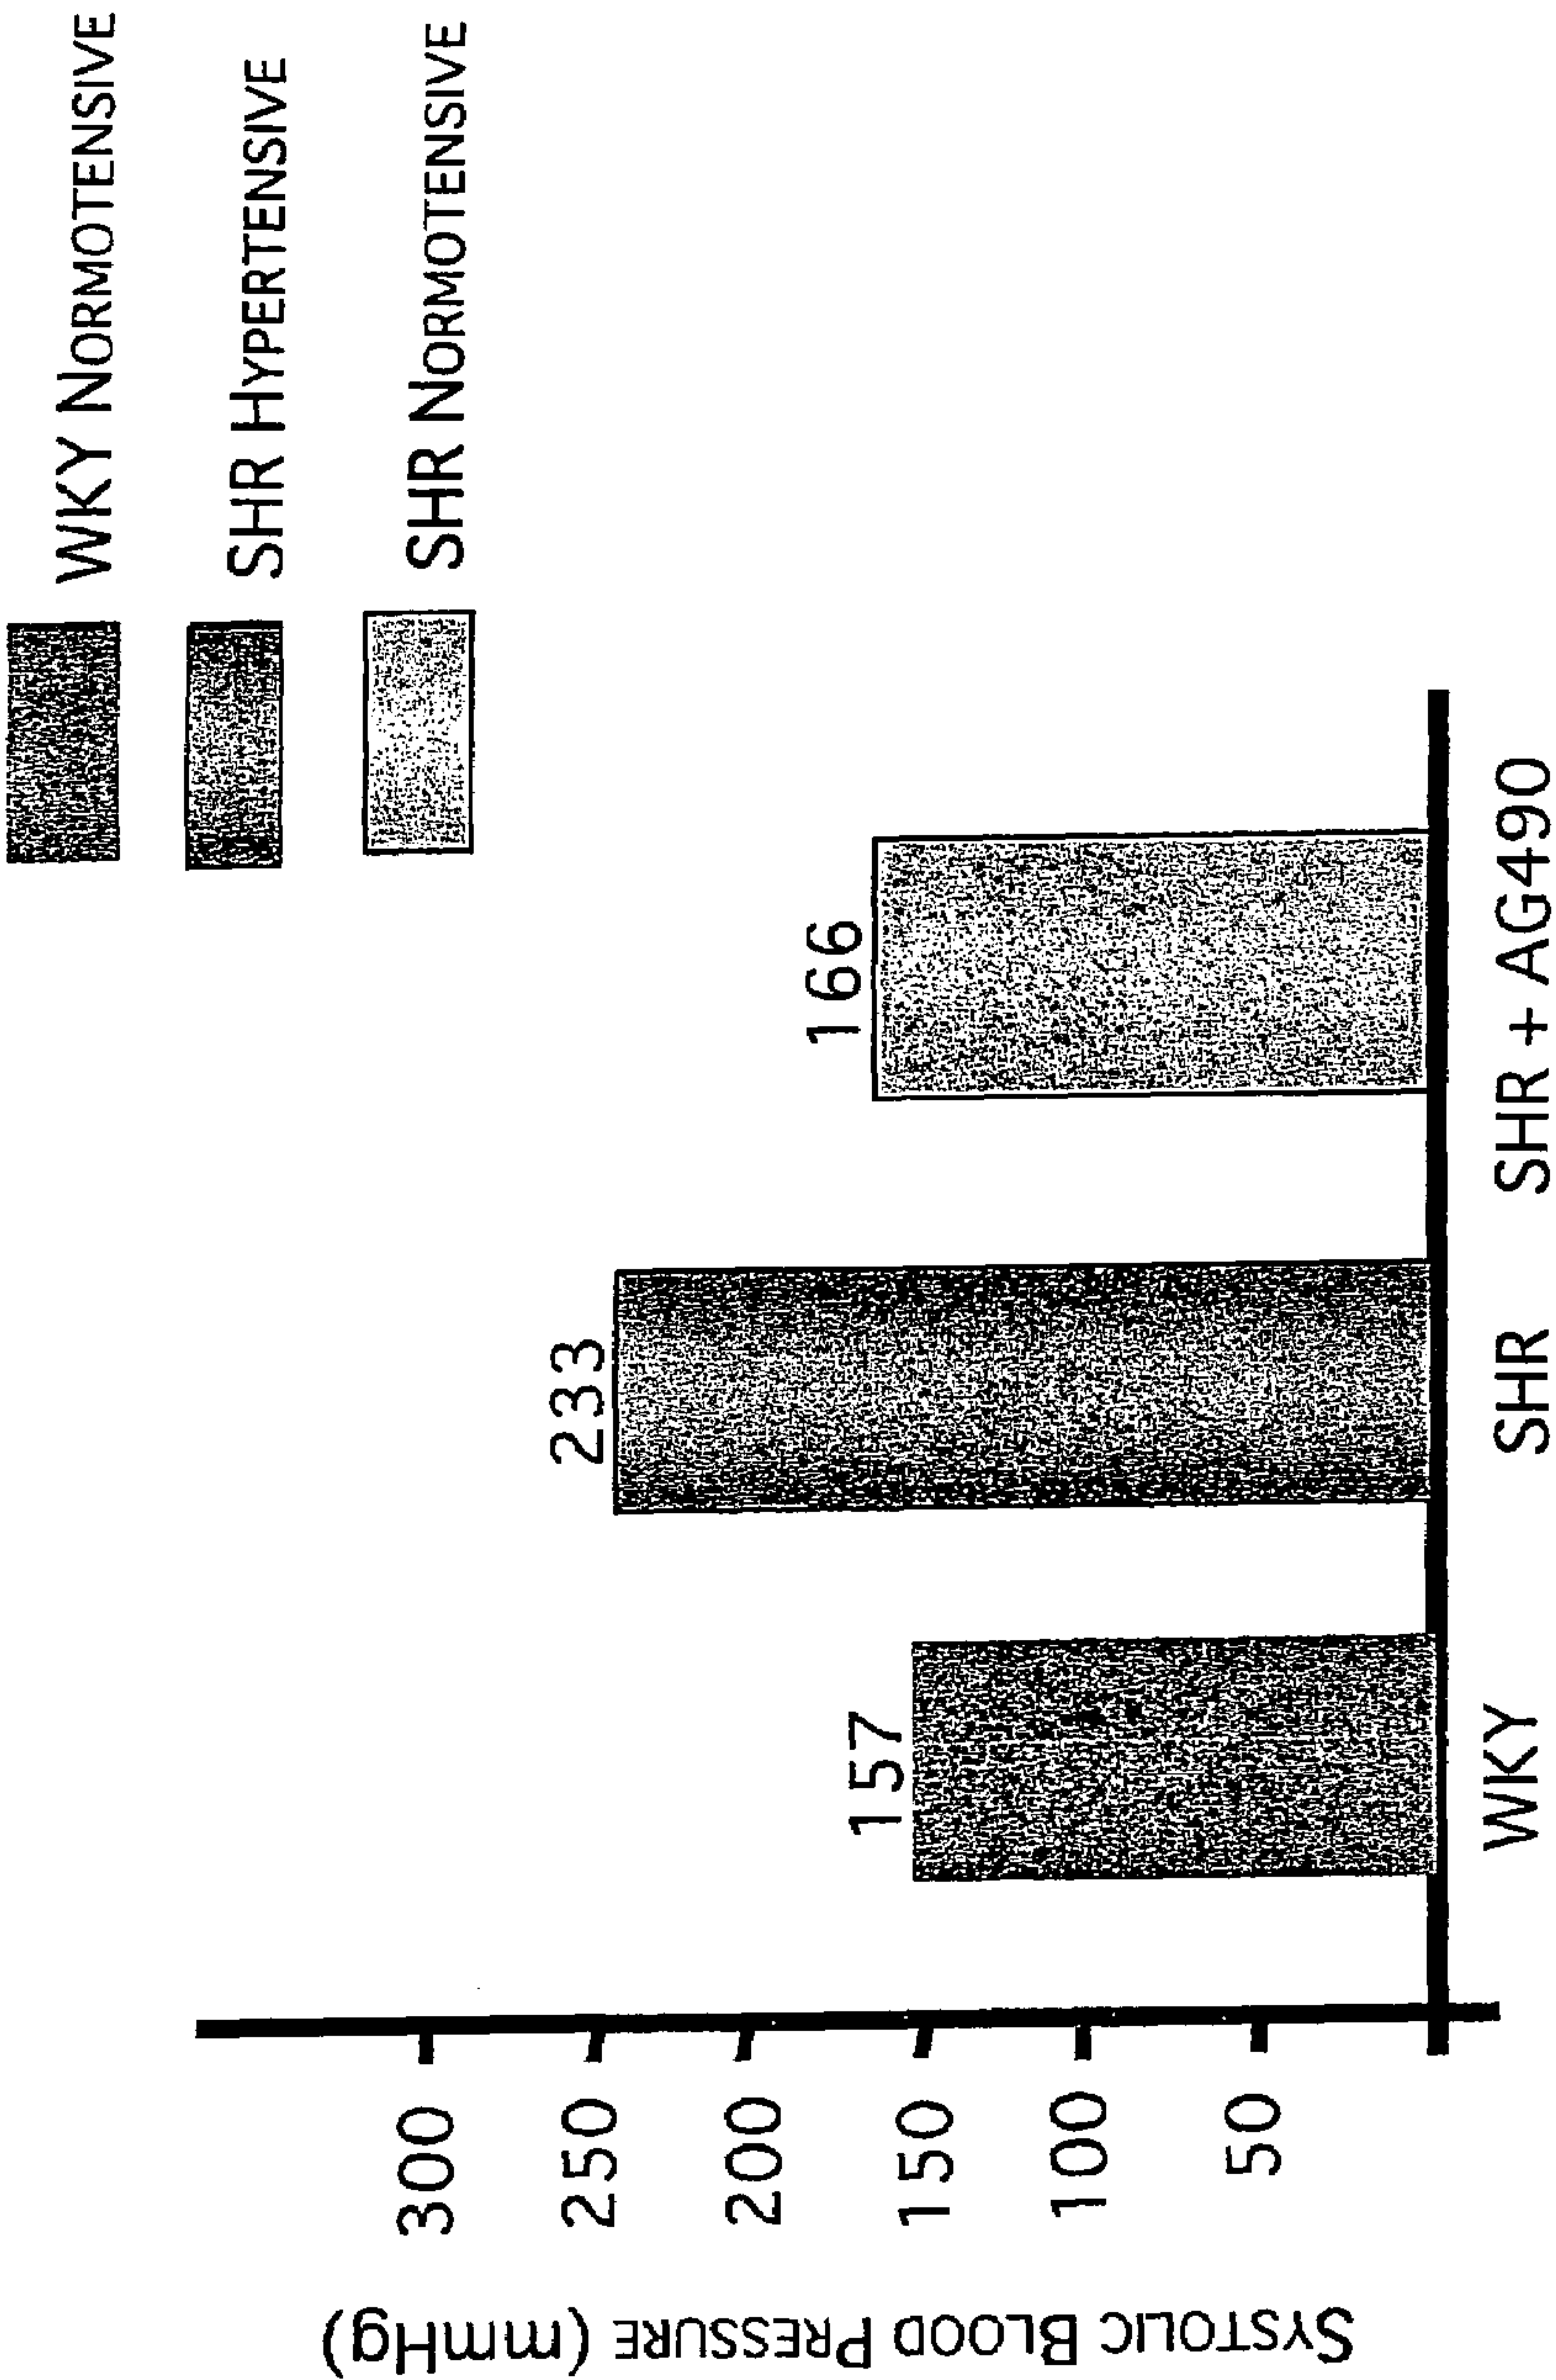 WKY NORMOTENSIVE
SHR HYPERTENSIVE
SHR NORMOTENSIVE
SYSTOLIC BLOOD PRESSURE (mmHg)
300
250
200
150
100
50
157
233
166
WKY
SHR
SHR + AG490